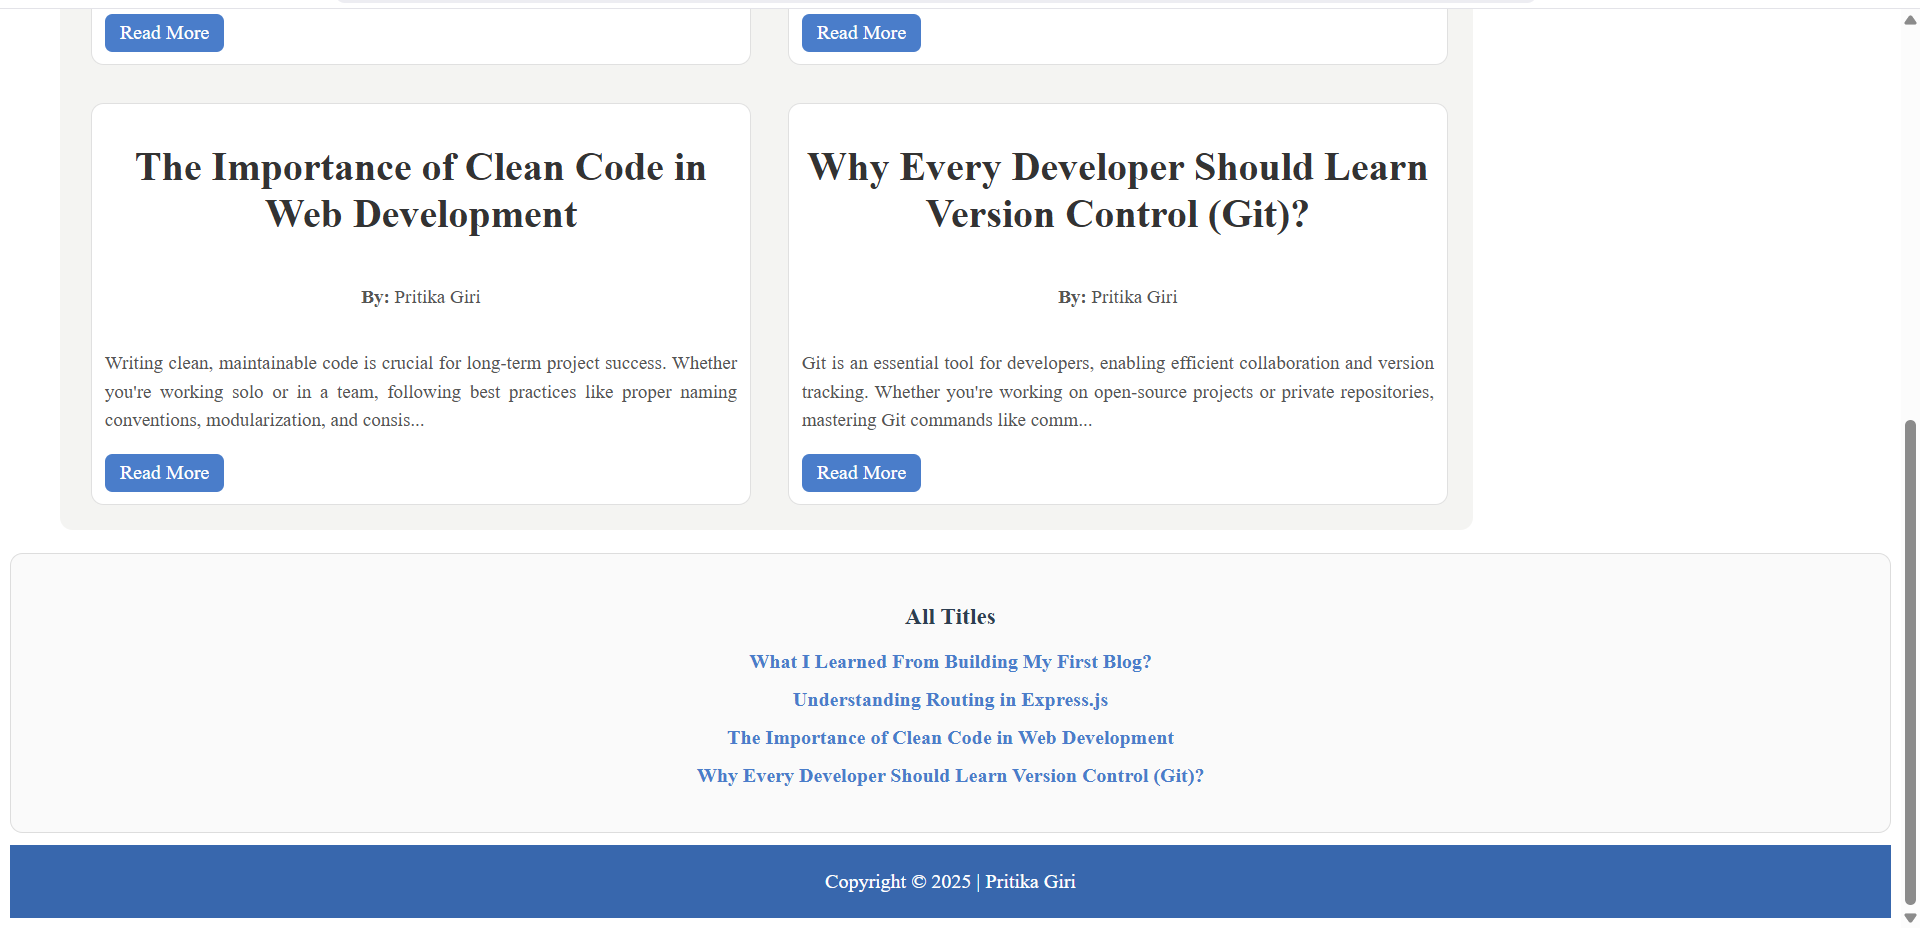 Read More
Read More
The Importance of Clean Code in
Web Development
By: Pritika Giri
Writing clean, maintainable code is crucial for long-term project success. Whether
you're working solo or in a team, following best practices like proper naming
conventions, modularization, and consis...
Read More
Why Every Developer Should Learn
Version Control (Git)?
By: Pritika Giri
Git is an essential tool for developers, enabling efficient collaboration and version
tracking. Whether you're working on open-source projects or private repositories,
mastering Git commands like comm...
Read More
All Titles
What I Learned From Building My First Blog?
Understanding Routing in Express.js
The Importance of Clean Code in Web Development
Why Every Developer Should Learn Version Control (Git)?
Copyright © 2025 | Pritika Giri